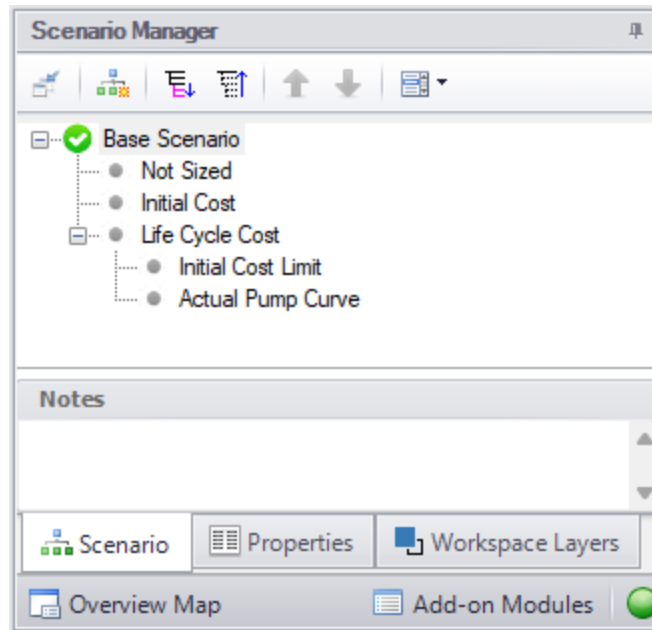 Scenario Manager
Base Scenario
Not Sized
Initial Cost
Life Cycle Cost
Initial Cost Limit
Actual Pump Curve
Notes
Scenario Properties Workspace Layers
Overview Map Add-on Modules